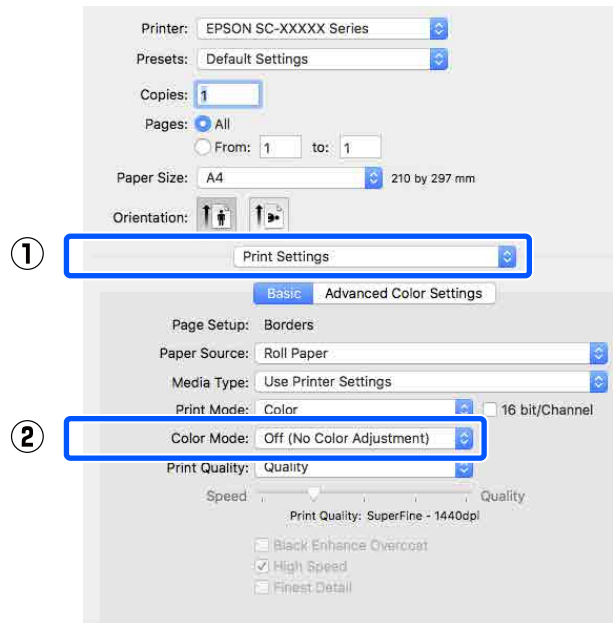 Printer: EPSON SC-XXXXX Series
Presets: Default Settings
Copies: 1
Pages: All
From: 1 to: 1
Paper Size: A4 210 by 297 mm
Orientation:
① Print Settings
Basic Advanced Color Settings
Page Setup: Borders
Paper Source: Roll Paper
Media Type: Use Printer Settings
Print Mode: Color 16 bit/Channel
② Color Mode: Off (No Color Adjustment)
Print Quality: Quality
Speed Quality
Print Quality: SuperFine - 1440dpi
Black Enhance Overcoat
High Speed
Finest Detail